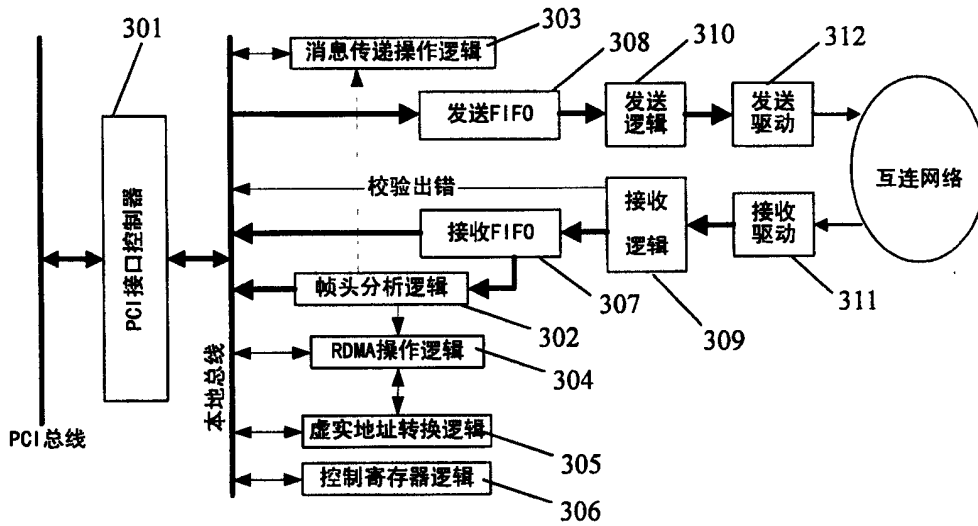 301
303
消息传递操作逻辑
308
310
312
发送FIFO
发送
逻辑
发送
驱动
互连网络
校验出错
接收
逻辑
接收
驱动
接收FIFO
PCI接口控制器
帧头分析逻辑
307
311
302
309
RDMA操作逻辑
304
本地总线
PCI总线
虚实地址转换逻辑
305
控制寄存器逻辑
306